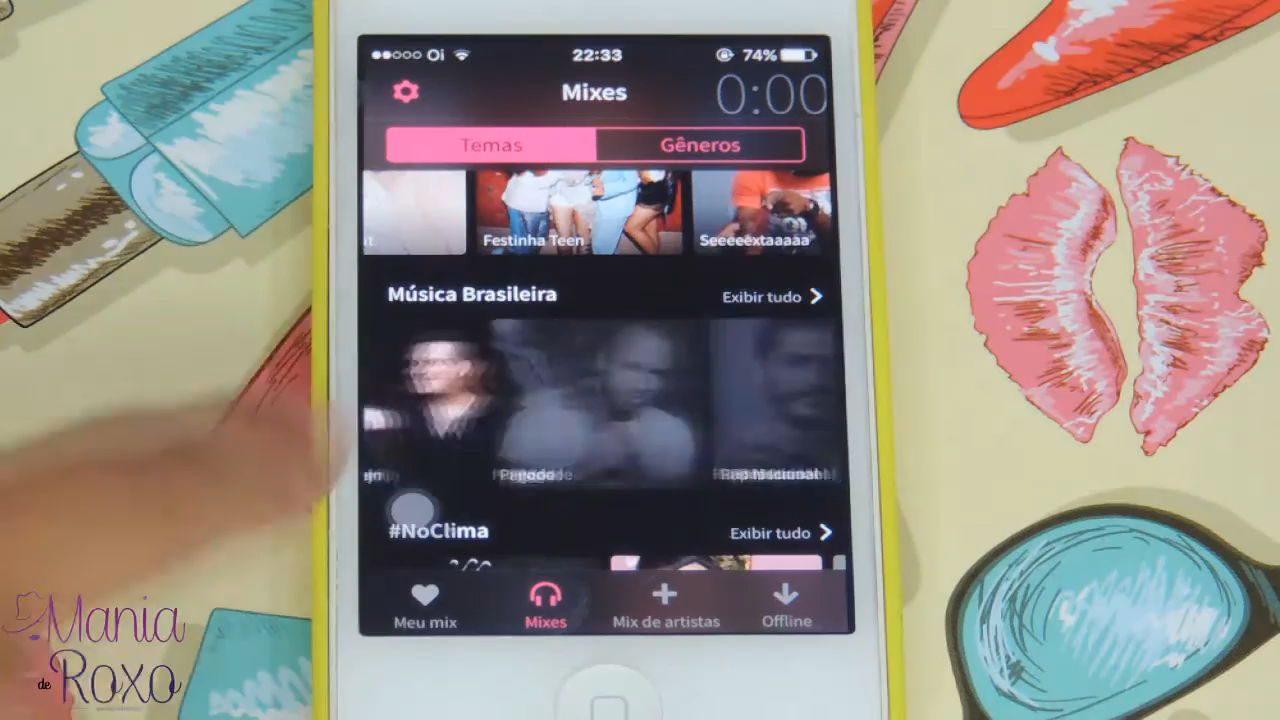 Oi
22:33
74%
Mixes
0:00
Temas
Gêneros
Festinha Teen
Seeeeextaaaaa
Música Brasileira
Exibir tudo
Pagode
Rap Nacional
#NoClima
Exibir tudo
Meu mix
Mixes
Mix de artistas
Offline
Mania
de Roxo